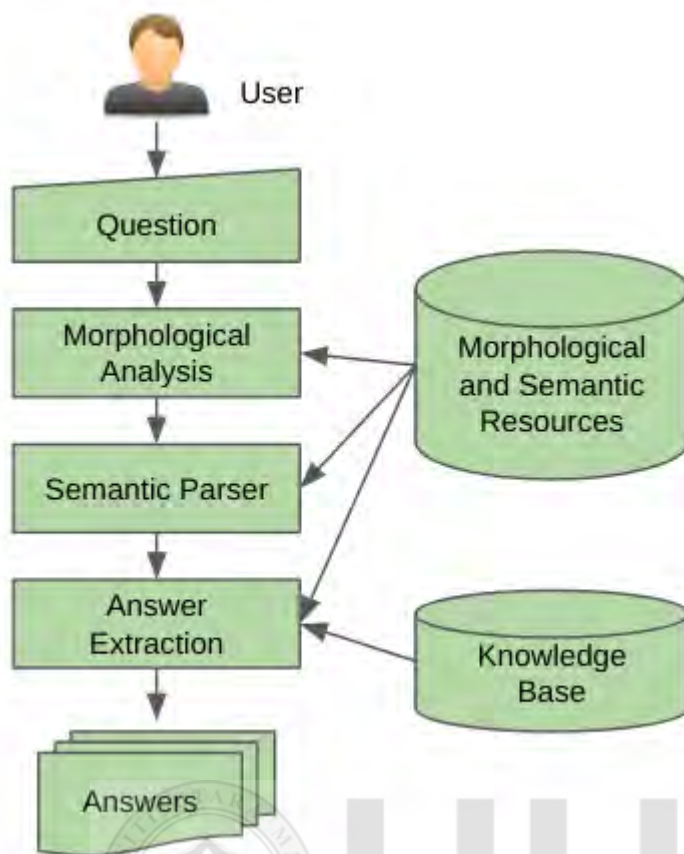 User
Question
Morphological
Analysis
Morphological
and Semantic
Resources
Semantic Parser
Answer
Extraction
Knowledge
Base
Answers